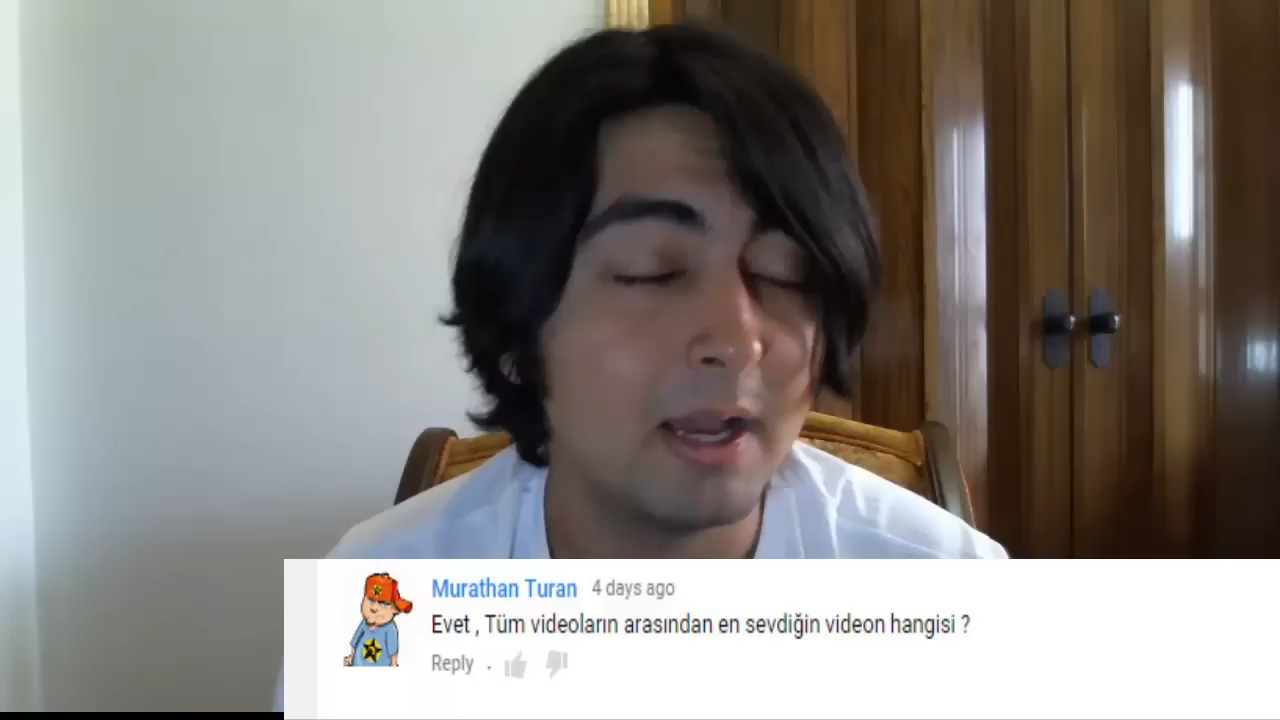 Murathan Turan 4 days ago
Evet , Tüm videoların arasından en sevdiğin videon hangisi ?
Reply .